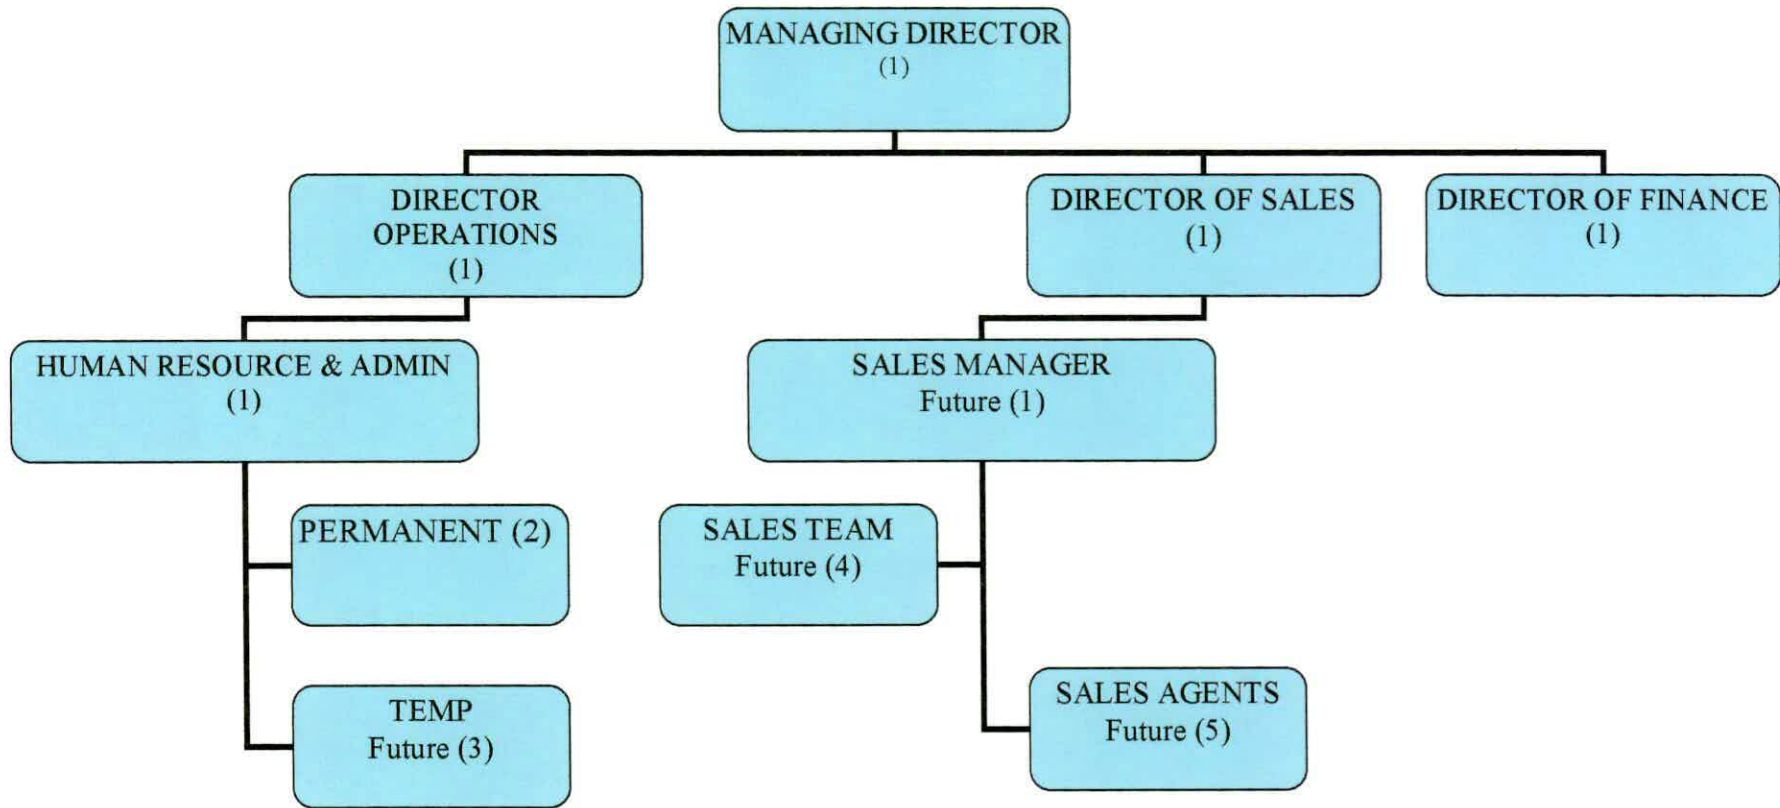 MANAGING DIRECTOR
(1)
DIRECTOR
OPERATIONS
(1)
DIRECTOR OF SALES
(1)
DIRECTOR OF FINANCE
(1)
HUMAN RESOURCE & ADMIN
(1)
SALES MANAGER
Future (1)
PERMANENT (2)
SALES TEAM
Future (4)
TEMP
Future (3)
SALES AGENTS
Future (5)